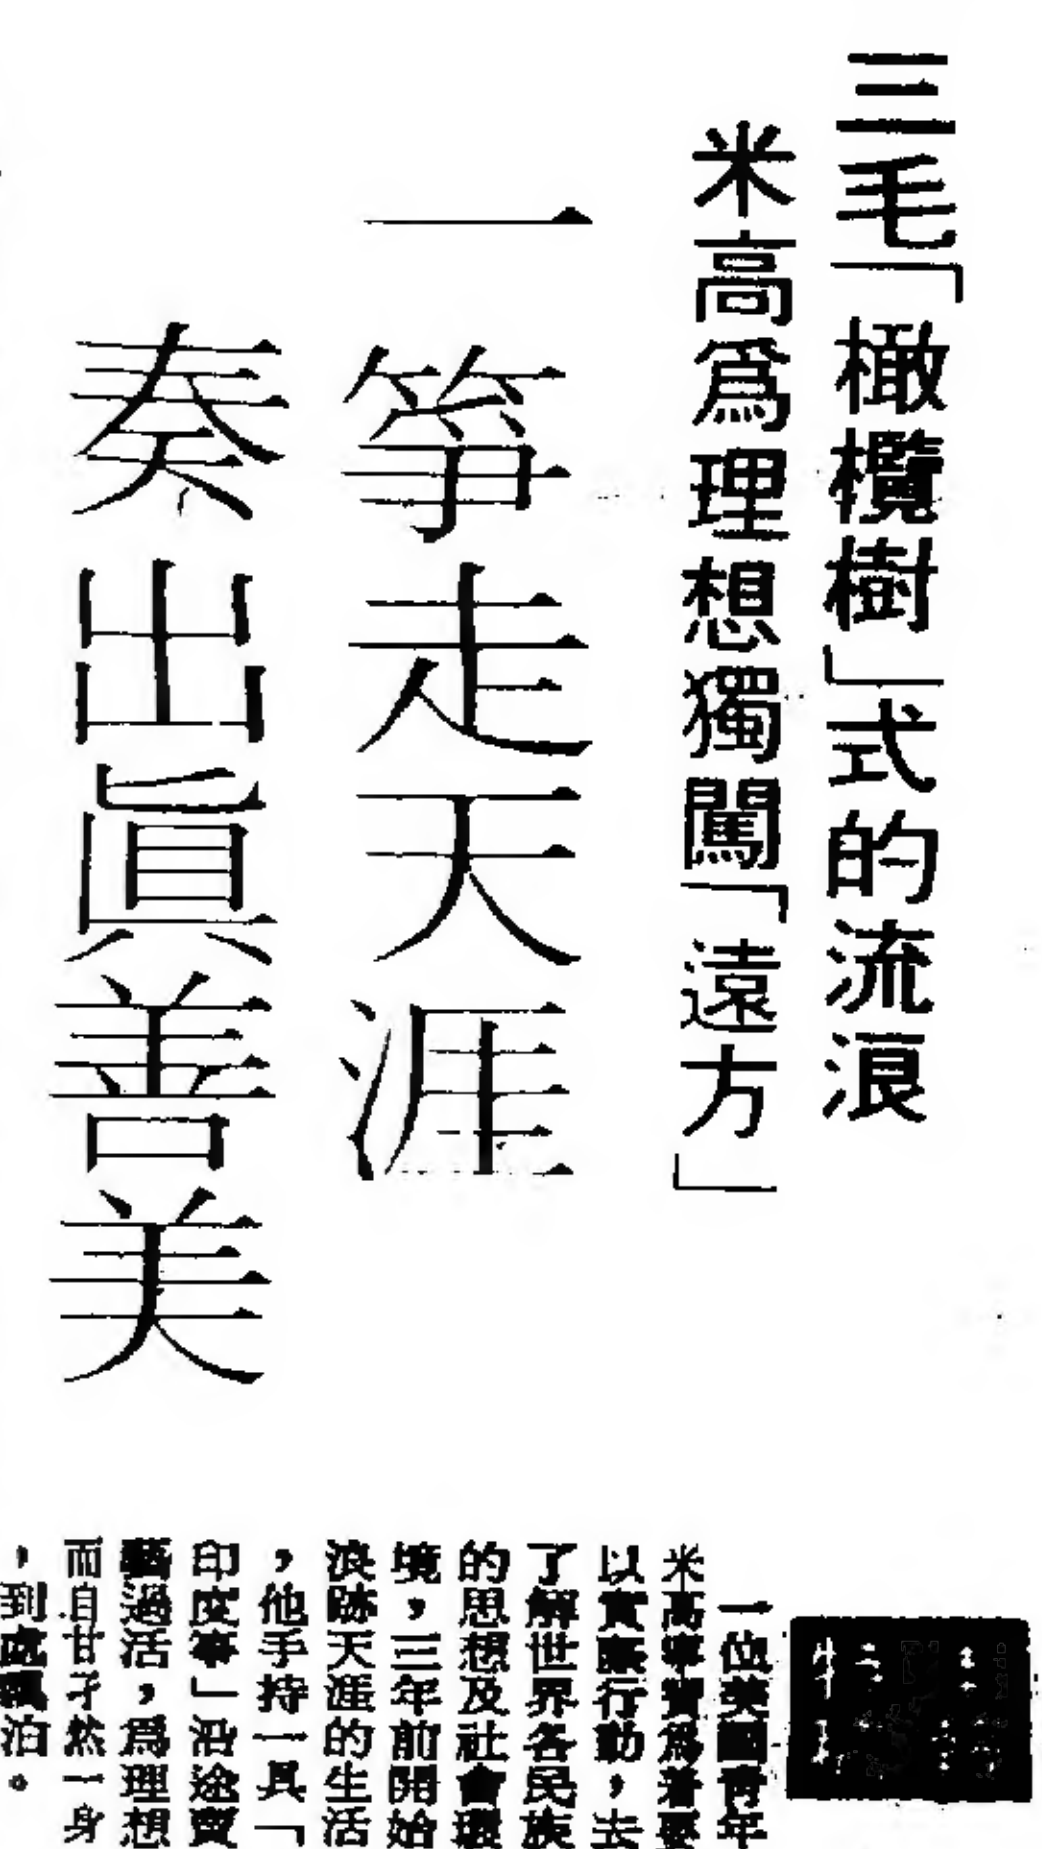 三毛「橄欖樹」式的流浪
米高爲理想獨闖「遠方」
一箏走天涯
奏出眞善美
一位英國青年
米高寧實爲着要
以實際行動，去
了解世界各民族
的思想及社會環
境，三年前開始
浪跡天涯的生活
，他手持一具「
印度箏」沿途賣
藝過活，爲理想
而自甘孑然一身
，到處飄泊。